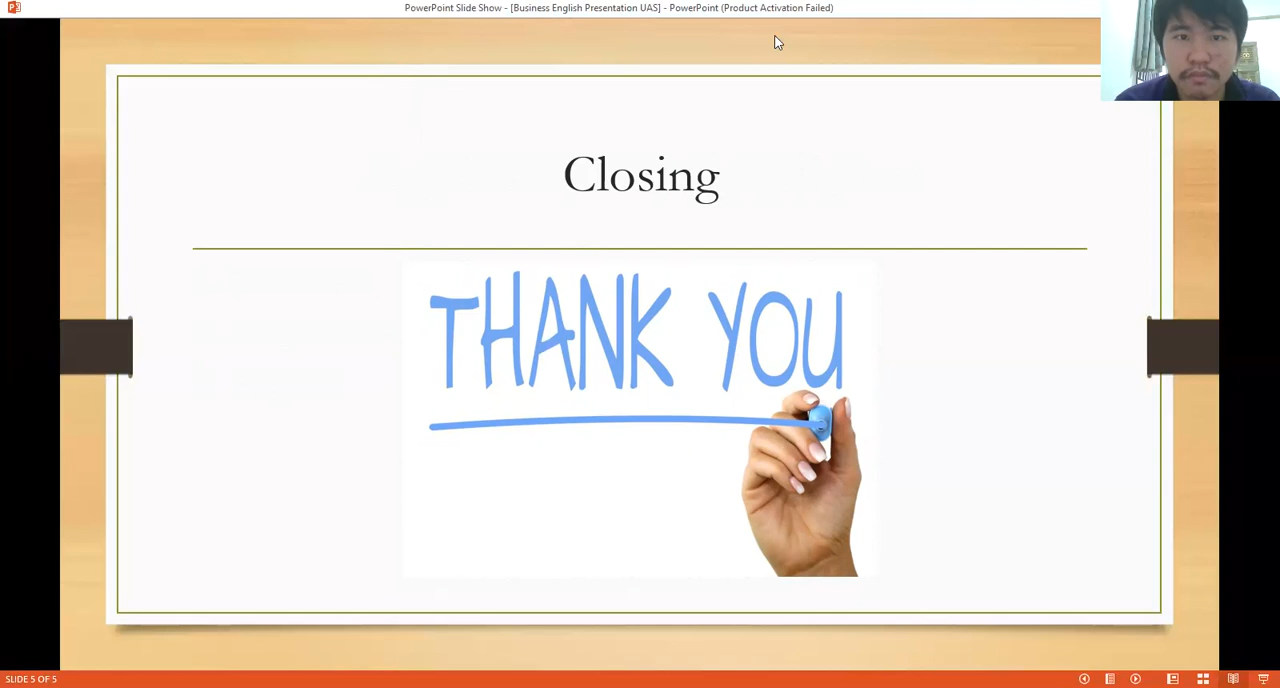 PowerPoint Slide Show - [Business English Presentation UAS] - PowerPoint (Product Activation Failed)
Closing
THANK YOU
SLIDE 5 OF 5